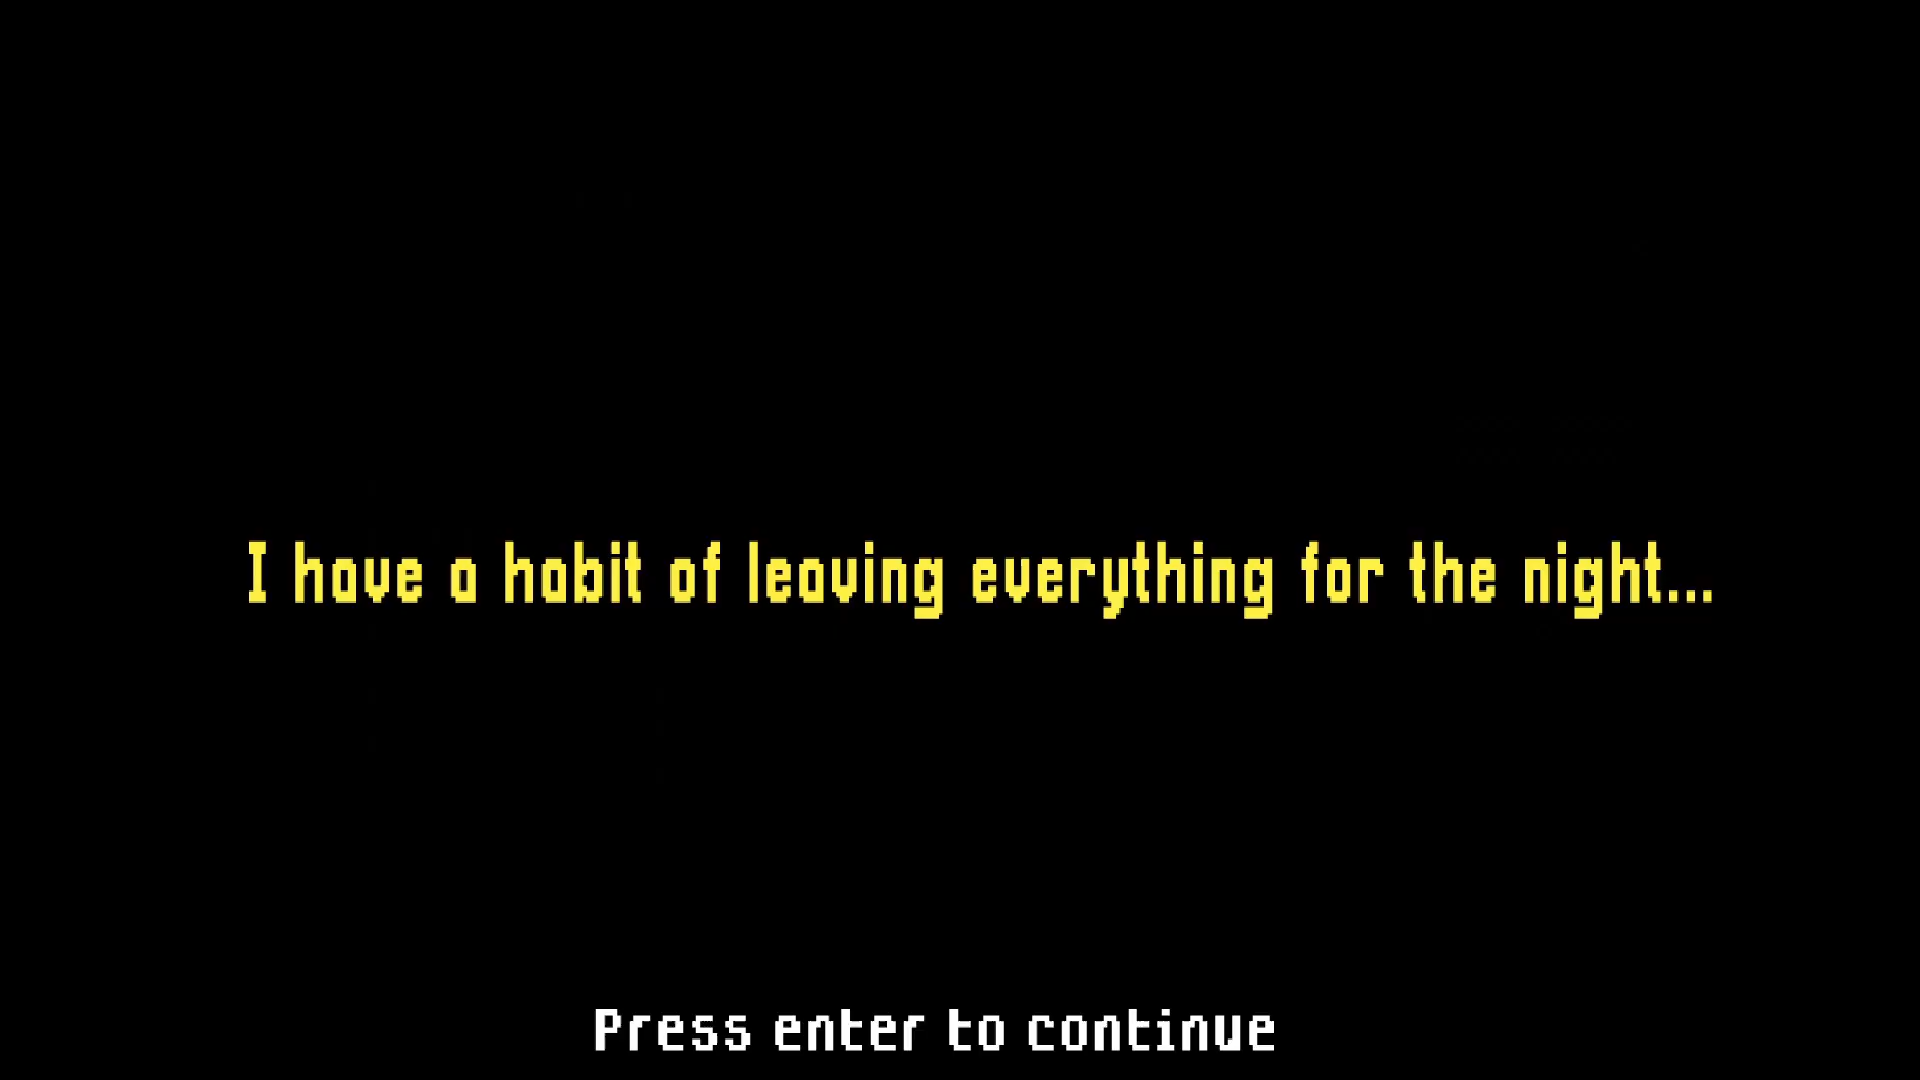 I have a habit of leaving everything for the night...
Press enter to continue